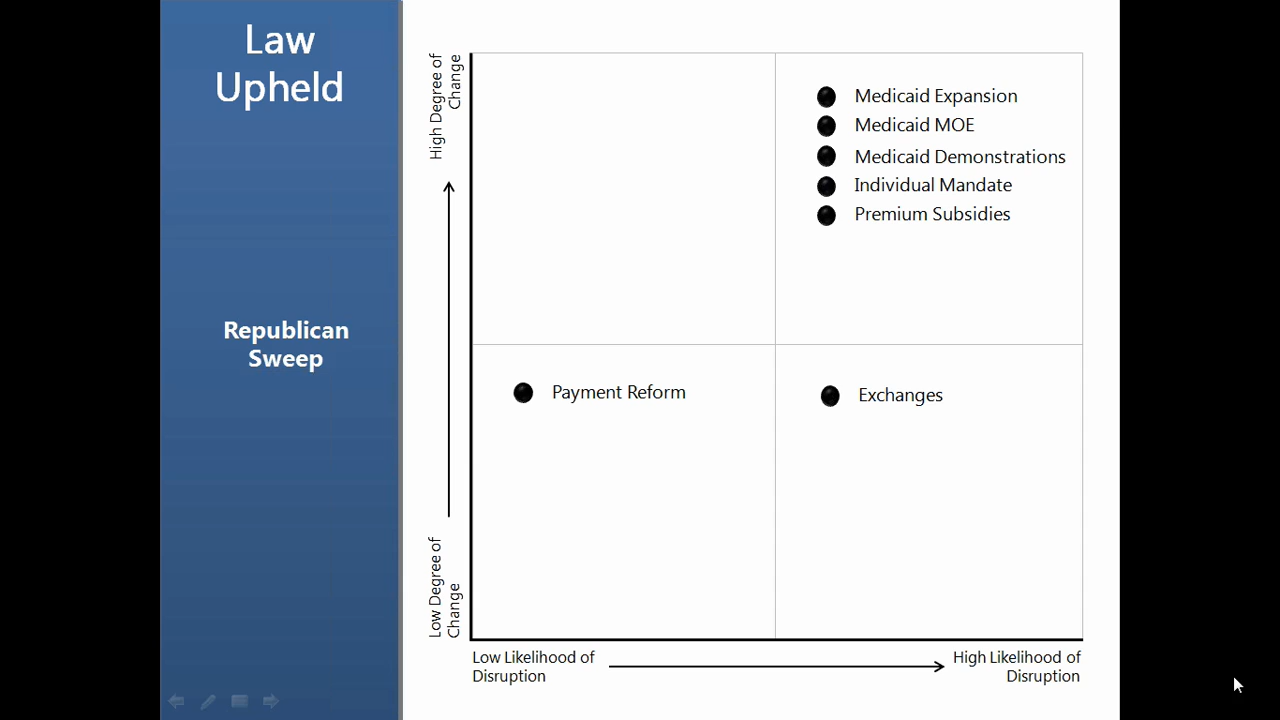 Law
Upheld
Republican
Sweep
High Degree of
Change
Low Degree of
Change
Medicaid Expansion
Medicaid MOE
Medicaid Demonstrations
Individual Mandate
Premium Subsidies
Payment Reform
Exchanges
Low Likelihood of
Disruption
High Likelihood of
Disruption